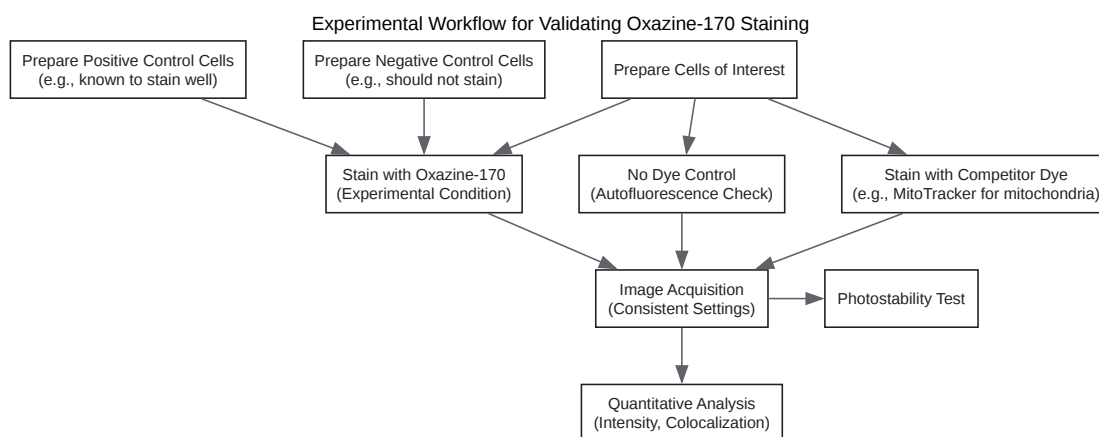 Experimental Workflow for Validating Oxazine-170 Staining
Prepare Positive Control Cells
(e.g., known to stain well)
Prepare Negative Control Cells
(e.g., should not stain)
Prepare Cells of Interest
Stain with Oxazine-170
(Experimental Condition)
No Dye Control
(Autofluorescence Check)
Stain with Competitor Dye
(e.g., MitoTracker for mitochondria)
Image Acquisition
(Consistent Settings)
Photostability Test
Quantitative Analysis
(Intensity, Colocalization)